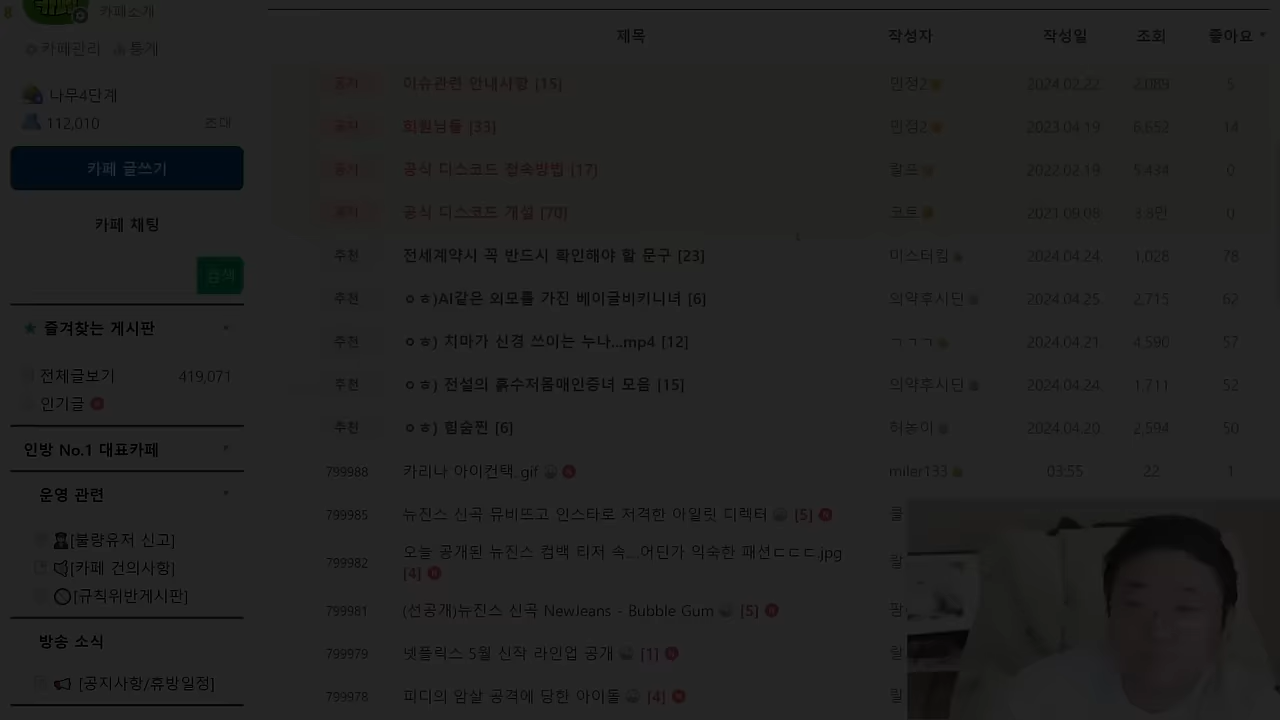 카페소개
카페관리 통계
나무4단계
112,010 초대
카페 글쓰기
카페 채팅
검색
즐겨찾는 게시판
전체글보기 419,071
인기글
인방 No.1 대표카페
운영 관련
[불량유저 신고]
[카페 건의사항]
[규칙위반게시판]
방송 소식
[공지사항/휴방일정]
제목 작성자 작성일 조회 좋아요
공지 이슈관련 안내사항 [15] 민정2 2024.02.22 2,089 5
공지 회원님들 [33] 민정2 2023.04.19 6,652 14
공지 공식 디스코드 접속방법 [17] 랄프 2022.02.19 5,434 0
공지 공식 디스코드 개설 [70] 코트 2021.09.08 3.8만 0
추천 전세계약시 꼭 반드시 확인해야 할 문구 [23] 미스터킴 2024.04.24 1,028 78
추천 ㅇㅎ)AI같은 외모를 가진 베이글비키니녀 [6] 의약후시단 2024.04.25 2,715 62
추천 ㅇㅎ) 치마가 신경 쓰이는 누나...mp4 [12] ㄱㄱㄱ 2024.04.21 4,590 57
추천 ㅇㅎ) 전설의 흙수저몸매인증녀 모음 [15] 의약후시단 2024.04.24 1,711 52
추천 ㅇㅎ) 힘숨찐 [6] 허농이 2024.04.20 2,594 50
799988 카리나 아이컨택.gif miler133 03:55 22 1
799985 뉴진스 신곡 뮤비뜨고 인스타로 저격한 아일릿 디렉터 [5]
799982 오늘 공개된 뉴진스 컴백 티저 속...어딘가 익숙한 패션ㄷㄷㄷ.jpg
[4]
799981 (선공개)뉴진스 신곡 NewJeans - Bubble Gum [5]
799979 넷플릭스 5월 신작 라인업 공개 [1]
799978 피디의 암살 공격에 당한 아이돌 [4]